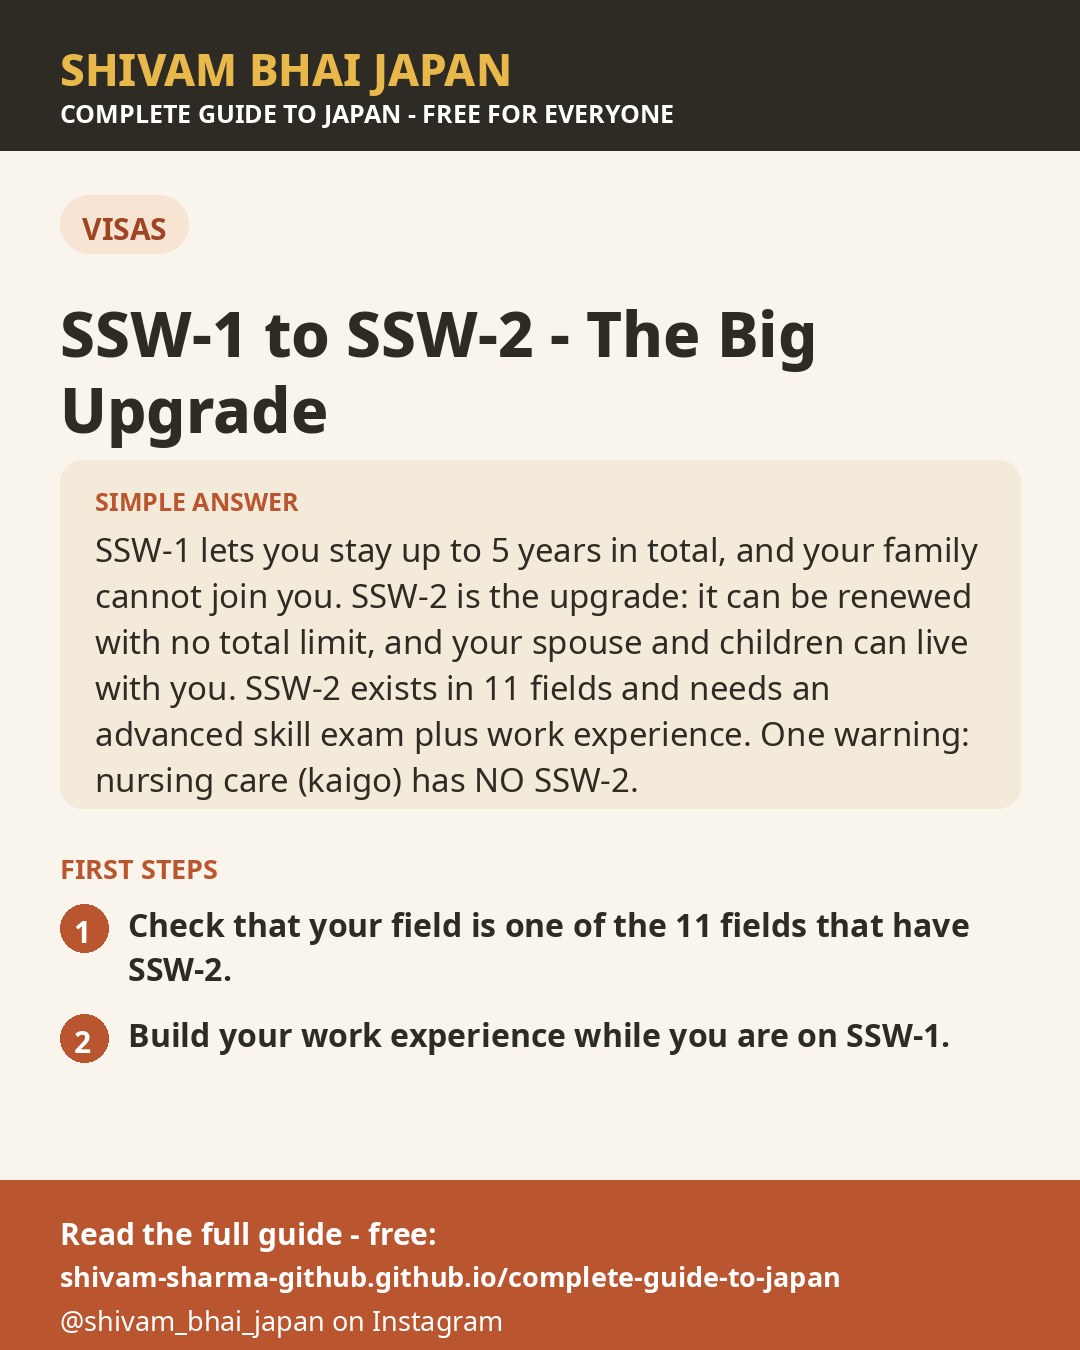 SHIVAM BHAI JAPAN
COMPLETE GUIDE TO JAPAN - FREE FOR EVERYONE
VISAS
SSW-1 to SSW-2 - The Big
Upgrade
SIMPLE ANSWER
SSW-1 lets you stay up to 5 years in total, and your family
cannot join you. SSW-2 is the upgrade: it can be renewed
with no total limit, and your spouse and children can live
with you. SSW-2 exists in 11 fields and needs an
advanced skill exam plus work experience. One warning:
nursing care (kaigo) has NO SSW-2.
FIRST STEPS
1 Check that your field is one of the 11 fields that have
SSW-2.
2 Build your work experience while you are on SSW-1.
Read the full guide - free:
shivam-sharma-github.github.io/complete-guide-to-japan
@shivam_bhai_japan on Instagram